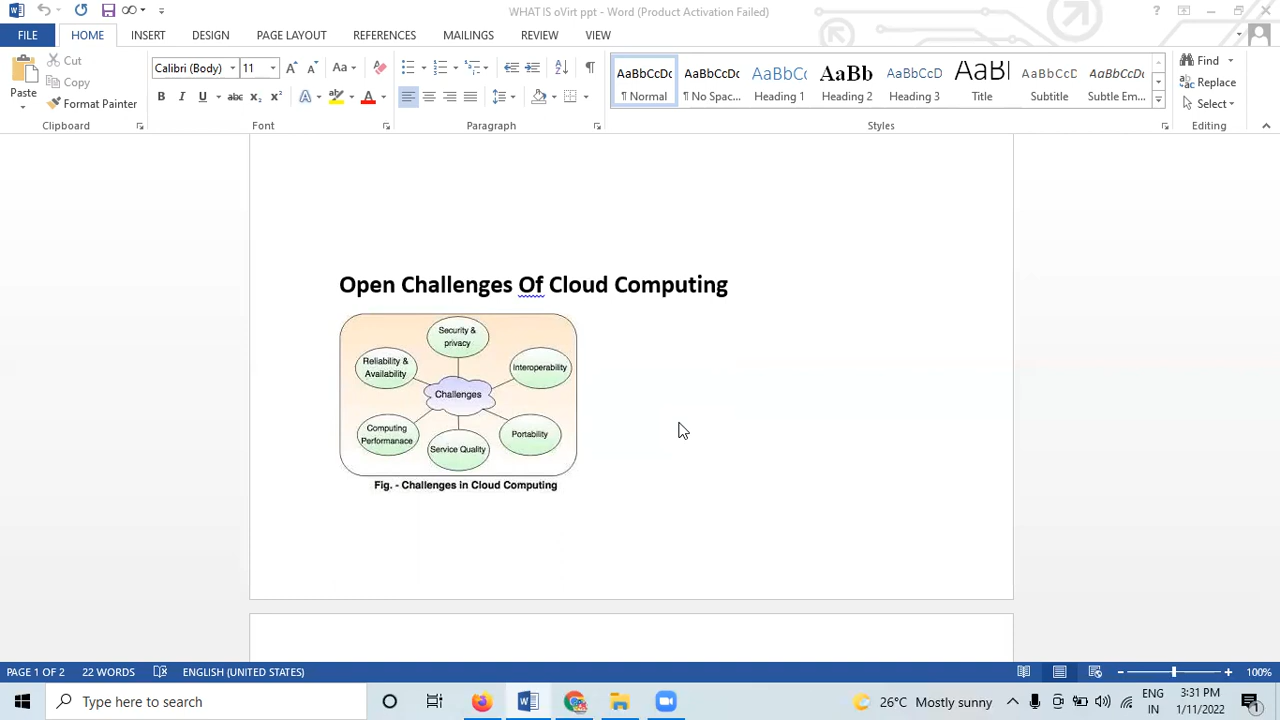 WHAT IS oVirt ppt - Word (Product Activation Failed)
FILE HOME INSERT DESIGN PAGE LAYOUT REFERENCES MAILINGS REVIEW VIEW
Paste
Cut
Copy
Format Painter
Clipboard
Calibri (Body) 11
Font
Paragraph
AaBbCcDc AaBbCcDc AaBbCc AaBb AaBbCcD AaBl AaBbCcD AaBbCcDc
¶ Normal ¶ No Spac... Heading 1 Heading 2 Heading 3 Title Subtitle Subtle Em...
Styles
Find
Replace
Select
Editing
Open Challenges Of Cloud Computing
Security &
privacy
Reliability &
Availability
Interoperability
Challenges
Computing
Performanace
Service Quality
Portability
Fig. - Challenges in Cloud Computing
PAGE 1 OF 2 22 WORDS ENGLISH (UNITED STATES) 100%
Type here to search
26°C Mostly sunny
ENG
IN
3:31 PM
1/11/2022
1